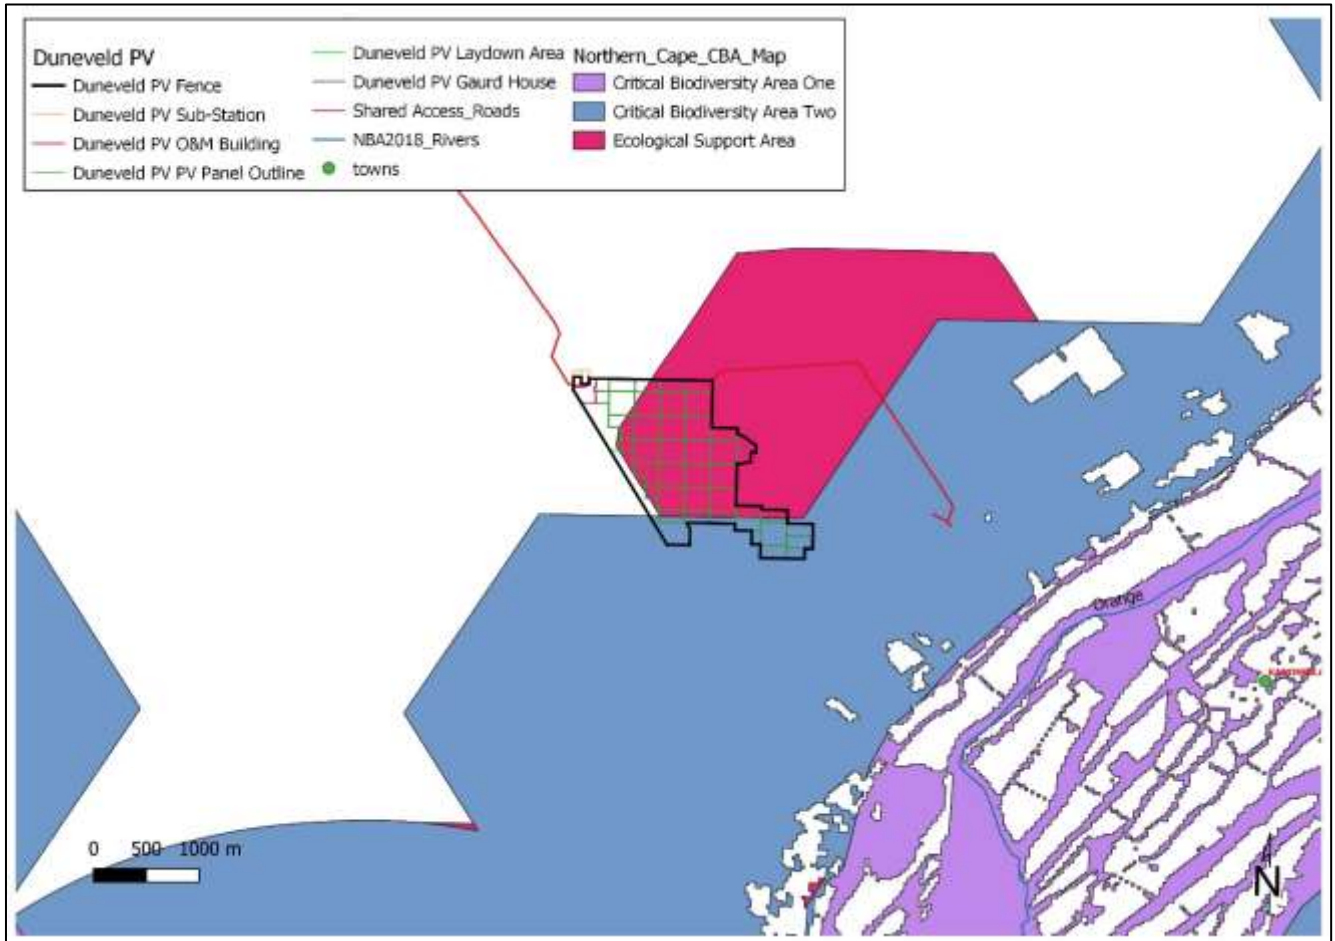 Duneveld PV
Duneveld PV Fence
Duneveld PV Sub-Station
Duneveld PV O&M Building
Duneveld PV PV Panel Outline
Duneveld PV Laydown Area
Duneveld PV Gaurd House
Shared Access_Roads
NBA2018_Rivers
towns
Northern_Cape_CBA_Map
Critical Biodiversity Area One
Critical Biodiversity Area Two
Ecological Support Area
Orange
0 500 1000 m
N